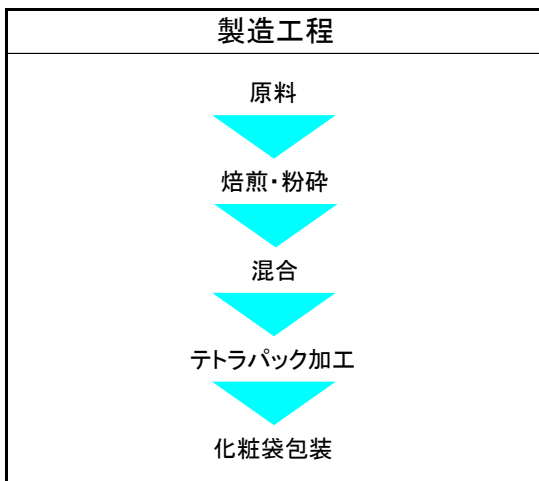 製造工程
原料
焙煎・粉砕
混合
テトラパック加工
化粧袋包装